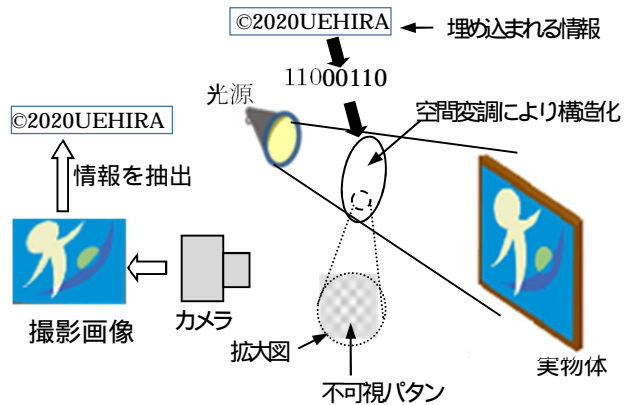 ©2020UEHIRA
埋め込まれる情報
11000110
光源
空間変調により構造化
©2020UEHIRA
情報を抽出
カメラ
撮影画像
拡大図
不可視パタン
実物体